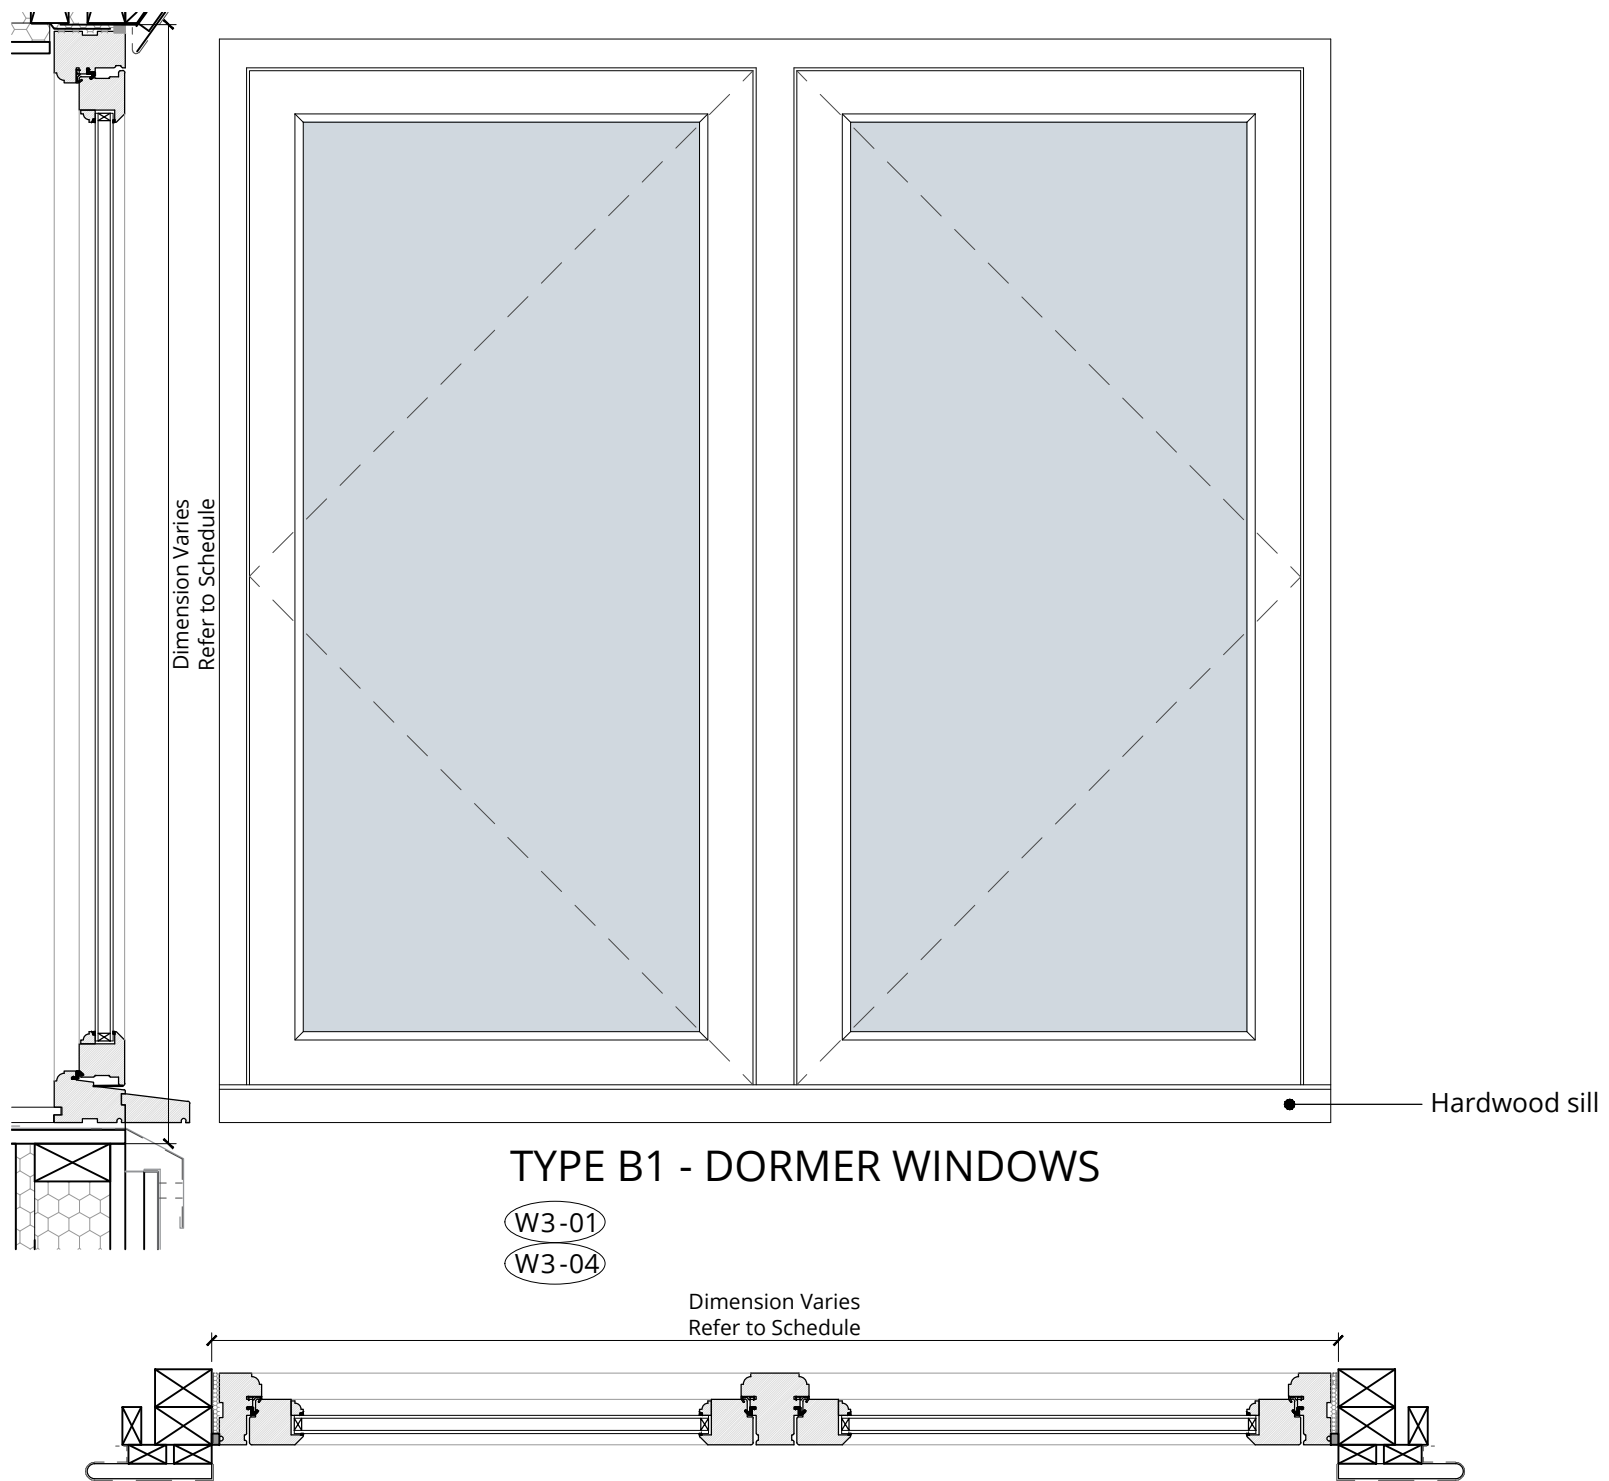 Dimension Varies
Refer to Schedule
Hardwood sill
TYPE B1 - DORMER WINDOWS
W3-01
W3-04
Dimension Varies
Refer to Schedule